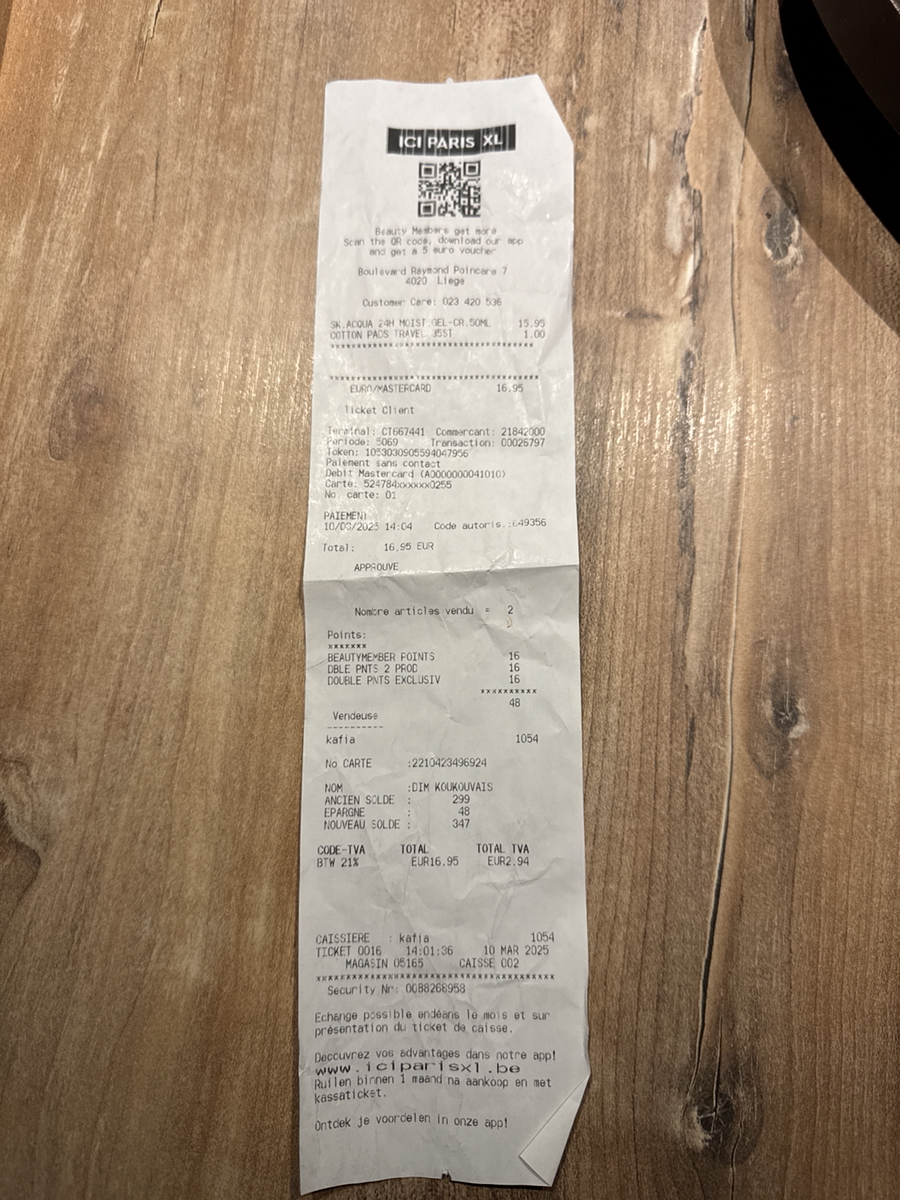 ICI PARIS XL
Beauty Members get more
Scan the QR code, download our app
and get a 5 euro voucher
Boulevard Raymond Poincare 7
4020 Liege
Customer Care: 023 420 536
SK.ACQUA 24H MOIST GEL-CR.50ML 15.95
COTTON PADS TRAVEL 35ST 1.00
************************************
************************************
EURO/MASTERCARD 16.95
Ticket Client
Terminal: CT667441 Commercant: 21842000
Periode: 5069 Transaction: 00026797
Token: 1053030905594047956
Paiement sans contact
Debit Mastercard (A0000000041010)
Carte: 524784xxxxxx0255
No. carte: 01
PAIEMENT
10/03/2025 14:04 Code autoris.:649356
Total: 16,95 EUR
APPROUVE
Nombre articles vendu = 2
Points:
*******
BEAUTYMEMBER POINTS 16
DBLE PNTS 2 PROD 16
DOUBLE PNTS EXCLUSIV 16
**********
48
Vendeuse
----------
kafia 1054
No CARTE :2210423496924
NOM :DIM KOUKOUVAIS
ANCIEN SOLDE : 299
EPARGNE : 48
NOUVEAU SOLDE : 347
CODE-TVA TOTAL TOTAL TVA
BTW 21% EUR16.95 EUR2.94
CAISSIERE : kafia 1054
TICKET 0016 14:01:36 10 MAR 2025
MAGASIN 05165 CAISSE 002
****************************************
Security Nr: 0088268958
Echange possible endéans le mois et sur
présentation du ticket de caisse.
Decouvrez vos advantages dans notre app!
www.iciparisxl.be
Ruilen binnen 1 maand na aankoop en met
kassaticket.
Ontdek je voordelen in onze app!